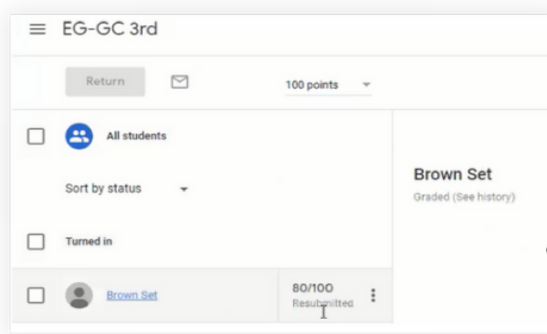 EG-GC 3rd
Return
100 points
All students
Sort by status
Brown Set
Graded (See history)
Turned in
Brown Set
80/100
Resubmitted